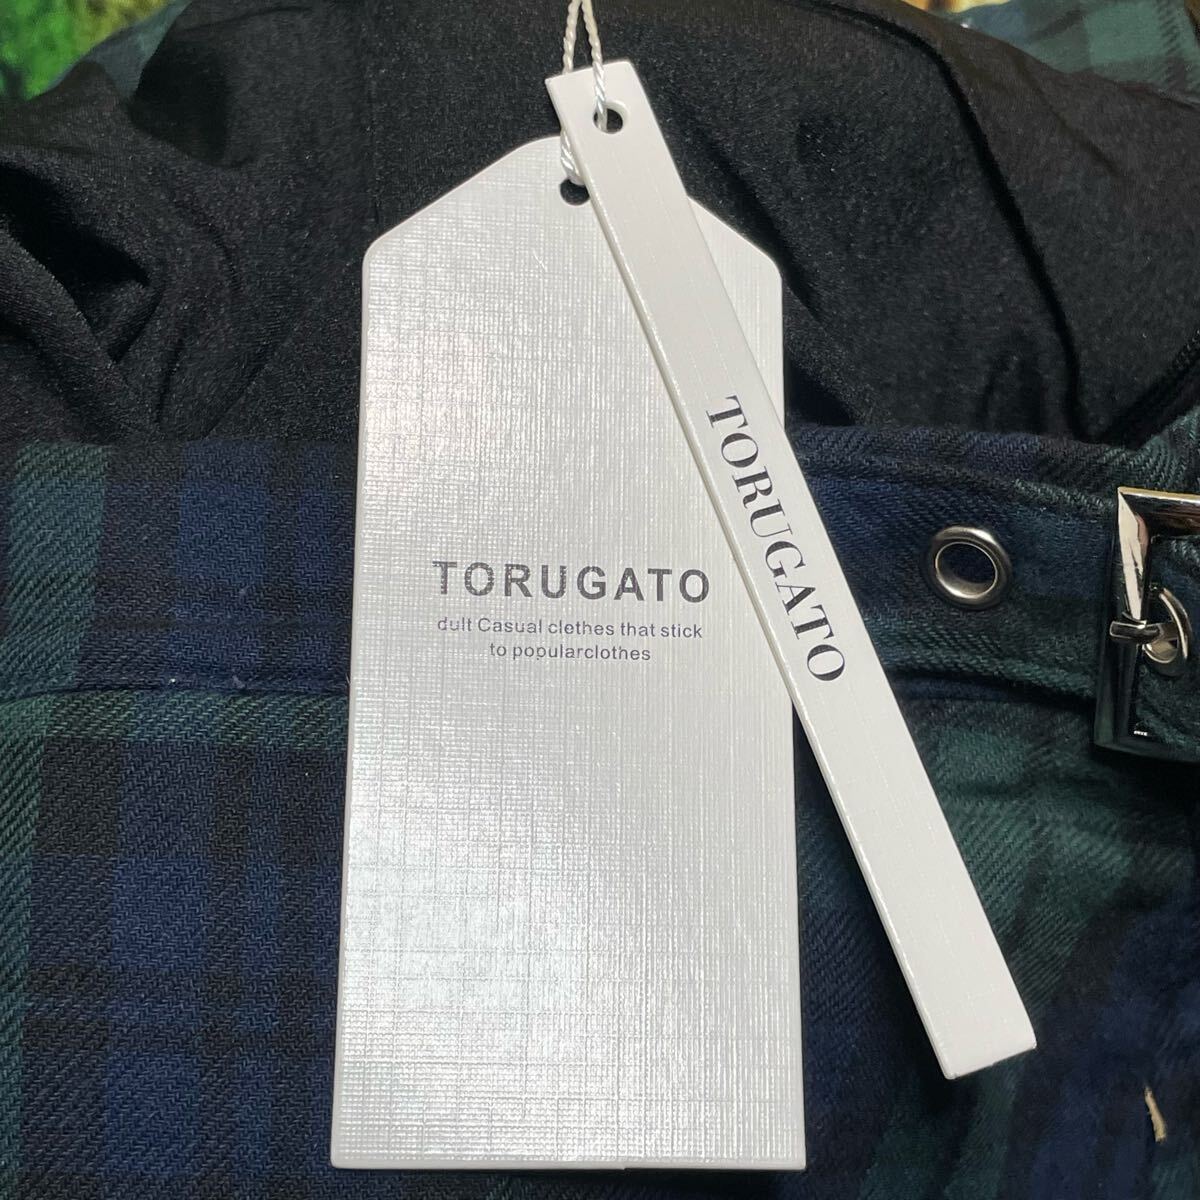 TORUGATO
dult Casual clethes that stick
to popularclothes
TORUGATO